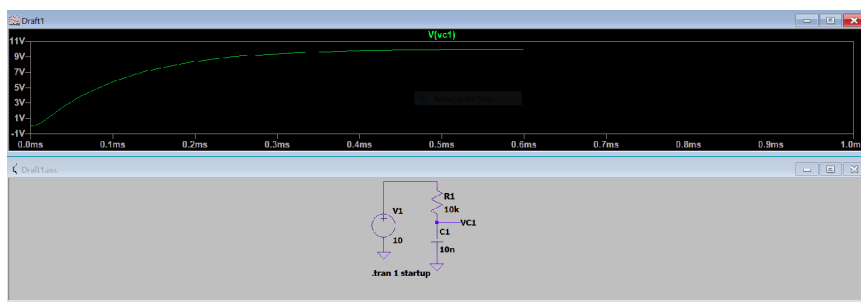 Draft1
V(vc1)
11V
9V
7V
5V
3V
1V
-1V
0.0ms 0.1ms 0.2ms 0.3ms 0.4ms 0.5ms 0.6ms 0.7ms 0.8ms 0.9ms 1.0m
Draft1.asc
R1
10k
V1
10
VC1
C1
10n
.tran 1 startup